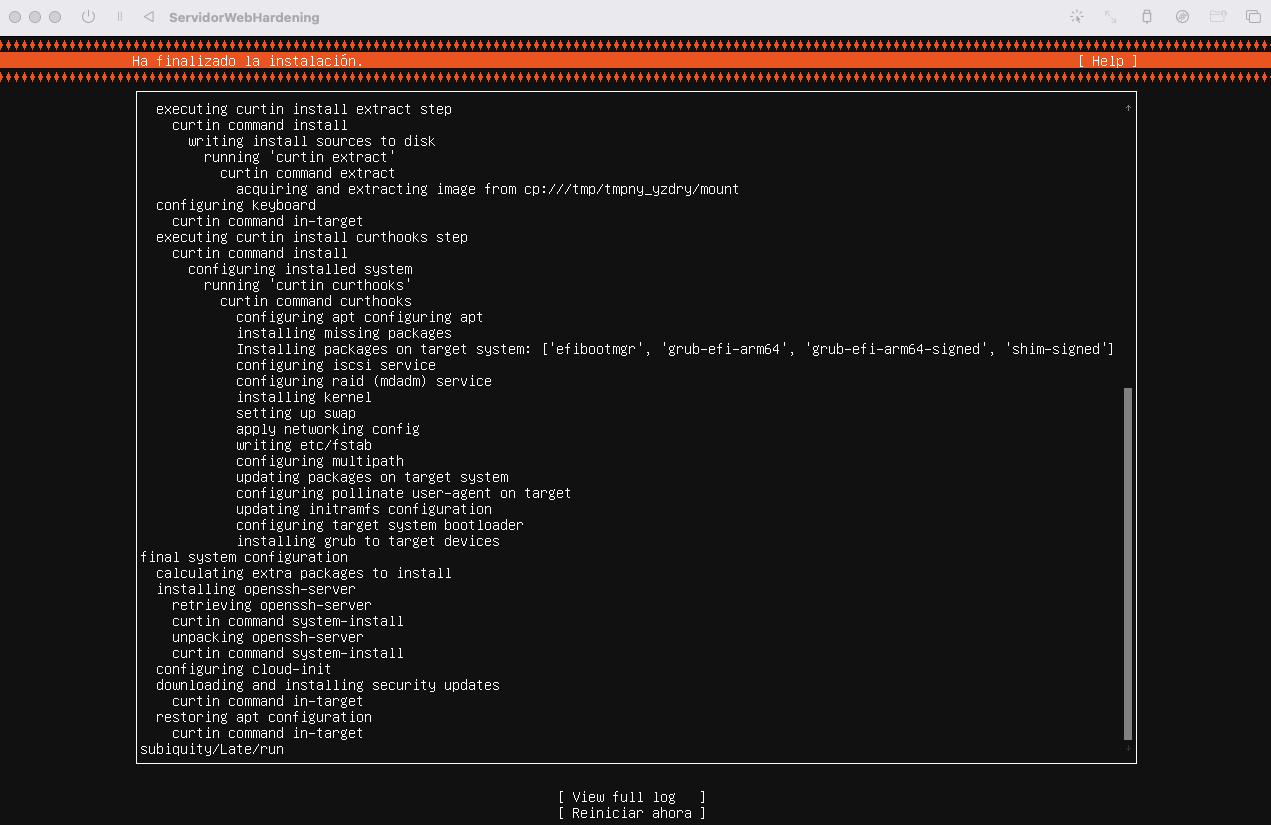 ServidorWebHardening
Ha finalizado la instalación.
[ Help ]
executing curtin install extract step
curtin command install
writing install sources to disk
running 'curtin extract'
curtin command extract
acquiring and extracting image from cp:///tmp/tmpny_yzdry/mount
configuring keyboard
curtin command in-target
executing curtin install curthooks step
curtin command install
configuring installed system
running 'curtin curthooks'
curtin command curthooks
configuring apt configuring apt
installing missing packages
Installing packages on target system: ['efibootmgr', 'grub-efi-arm64', 'grub-efi-arm64-signed', 'shim-signed']
configuring iscsi service
configuring raid (mdadm) service
installing kernel
setting up swap
apply networking config
writing etc/fstab
configuring multipath
updating packages on target system
configuring pollinate user-agent on target
updating initramfs configuration
configuring target system bootloader
installing grub to target devices
final system configuration
calculating extra packages to install
installing openssh-server
retrieving openssh-server
curtin command system-install
unpacking openssh-server
curtin command system-install
configuring cloud-init
downloading and installing security updates
curtin command in-target
restoring apt configuration
curtin command in-target
subiquity/Late/run
[ View full log ]
[ Reiniciar ahora ]